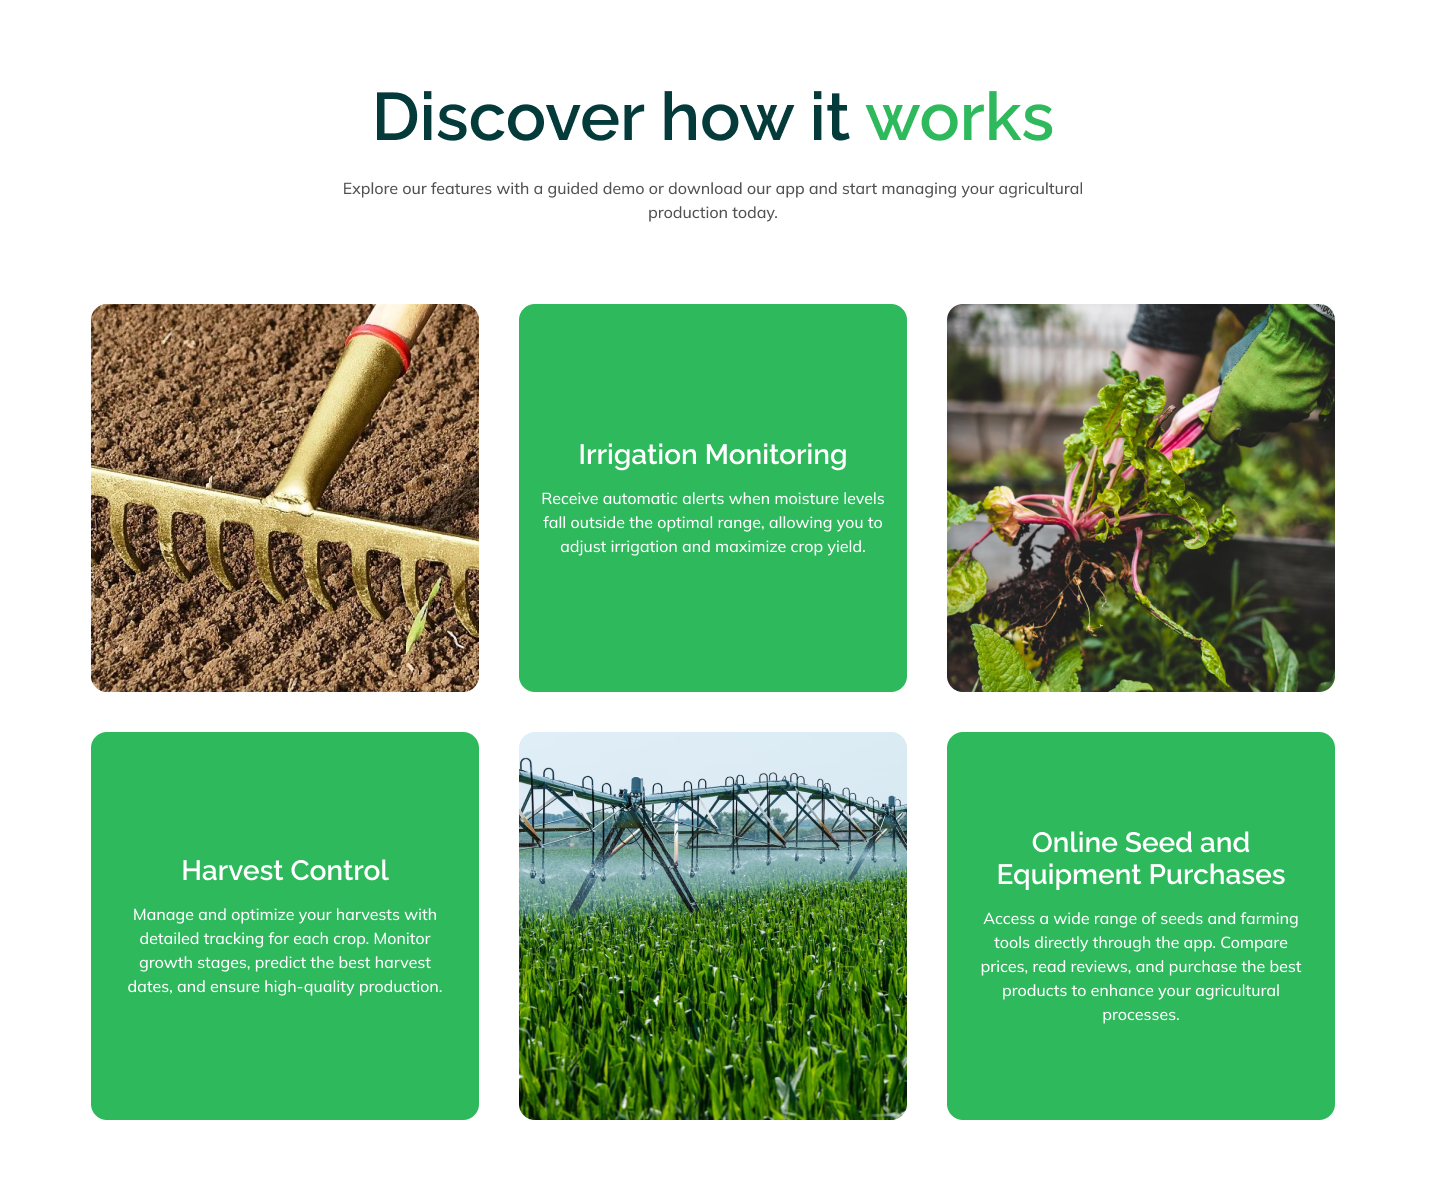 Discover how it works
Explore our features with a guided demo or download our app and start managing your agricultural
production today.
Irrigation Monitoring
Receive automatic alerts when moisture levels
fall outside the optimal range, allowing you to
adjust irrigation and maximize crop yield.
Harvest Control
Manage and optimize your harvests with
detailed tracking for each crop. Monitor
growth stages, predict the best harvest
dates, and ensure high-quality production.
Online Seed and
Equipment Purchases
Access a wide range of seeds and farming
tools directly through the app. Compare
prices, read reviews, and purchase the best
products to enhance your agricultural
processes.